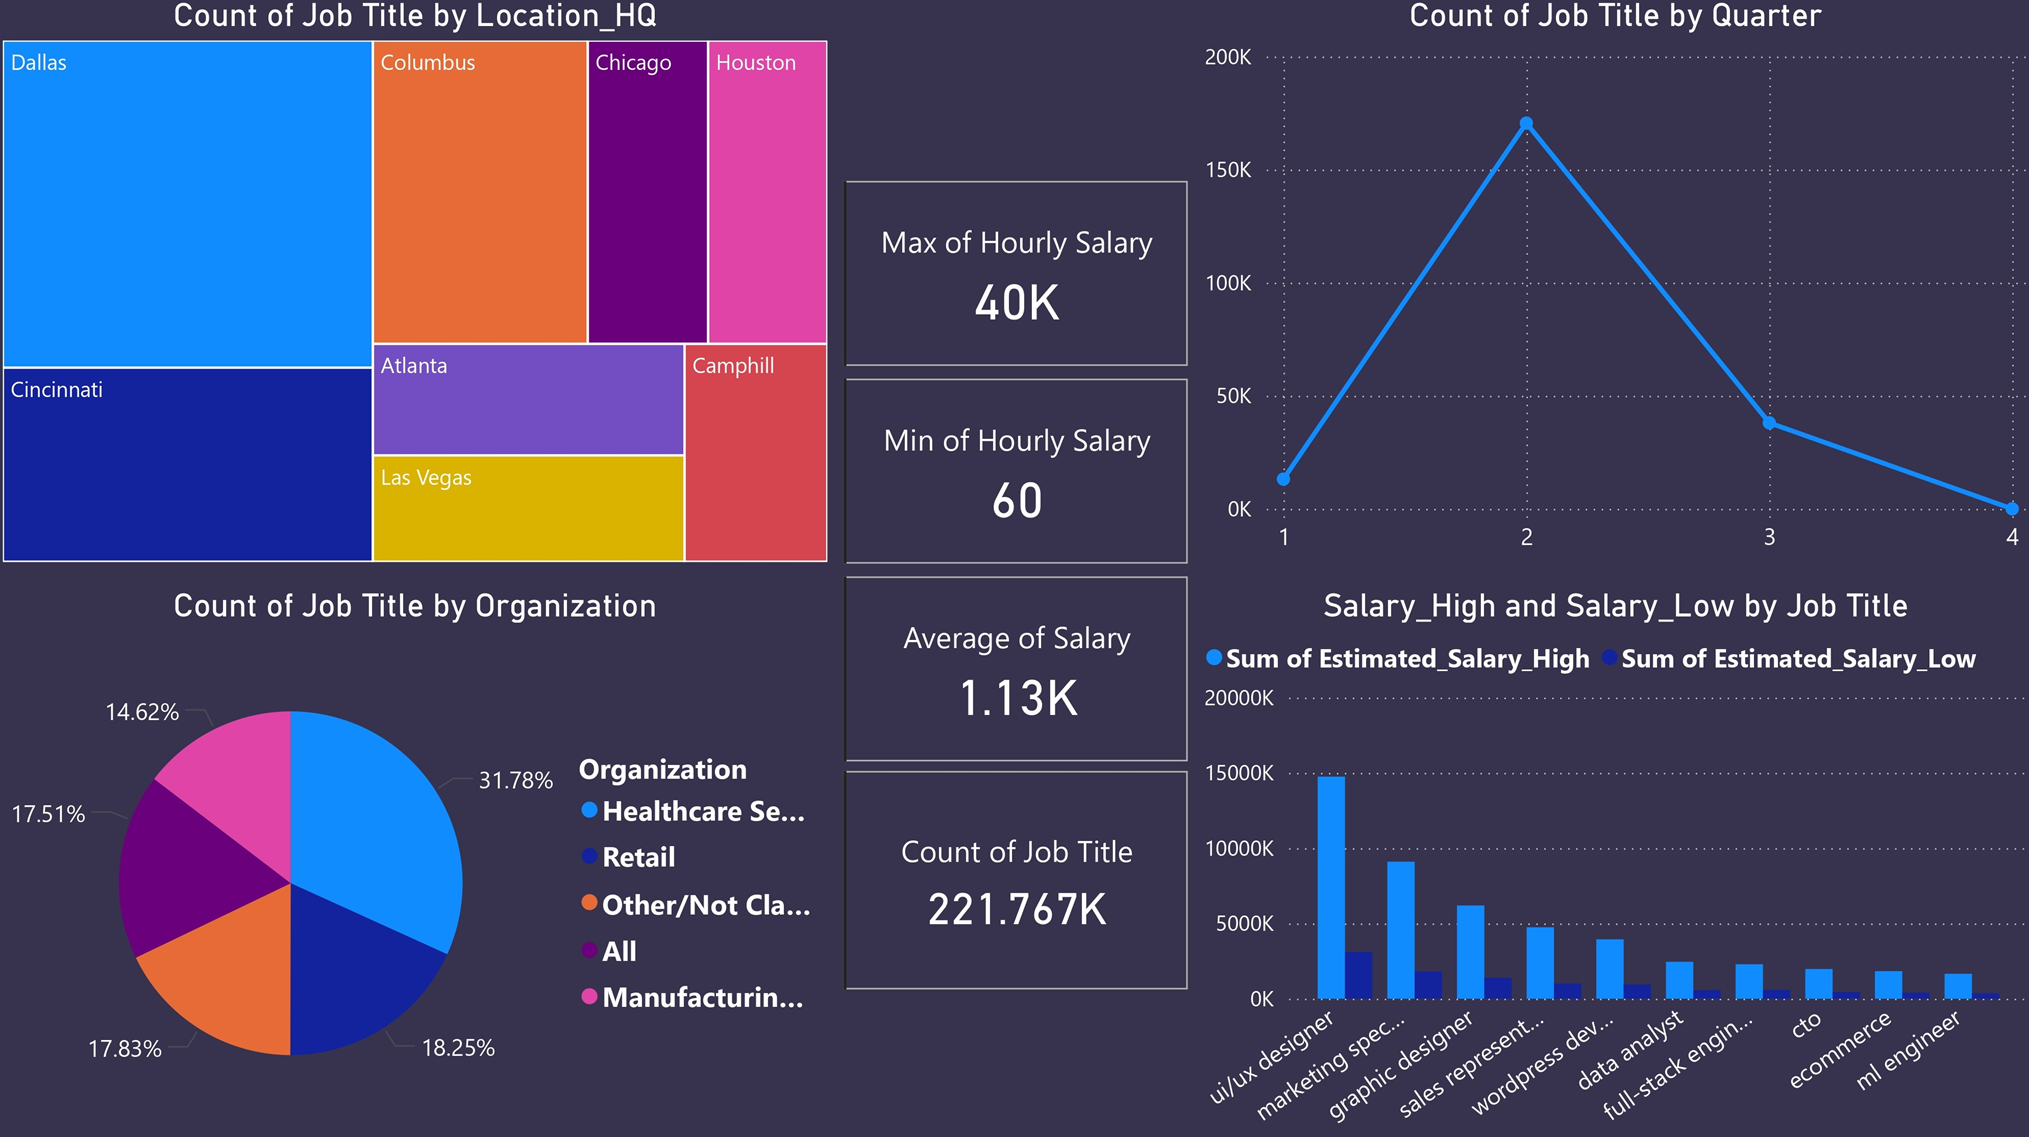 Count of Job Title by Location_HQ
Dallas
Columbus
Chicago
Houston
Cincinnati
Atlanta
Camphill
Las Vegas
Max of Hourly Salary
40K
Min of Hourly Salary
60
Average of Salary
1.13K
Count of Job Title
221.767K
Count of Job Title by Quarter
200K
150K
100K
50K
0K
1 2 3 4
Count of Job Title by Organization
14.62%
31.78%
17.51%
17.83%
18.25%
Organization
Healthcare Se...
Retail
Other/Not Cla...
All
Manufacturin...
Salary_High and Salary_Low by Job Title
Sum of Estimated_Salary_High Sum of Estimated_Salary_Low
20000K
15000K
10000K
5000K
0K
ui/ux designer
marketing spec...
graphic designer
sales represent...
wordpress dev...
data analyst
full-stack engin...
cto
ecommerce
ml engineer